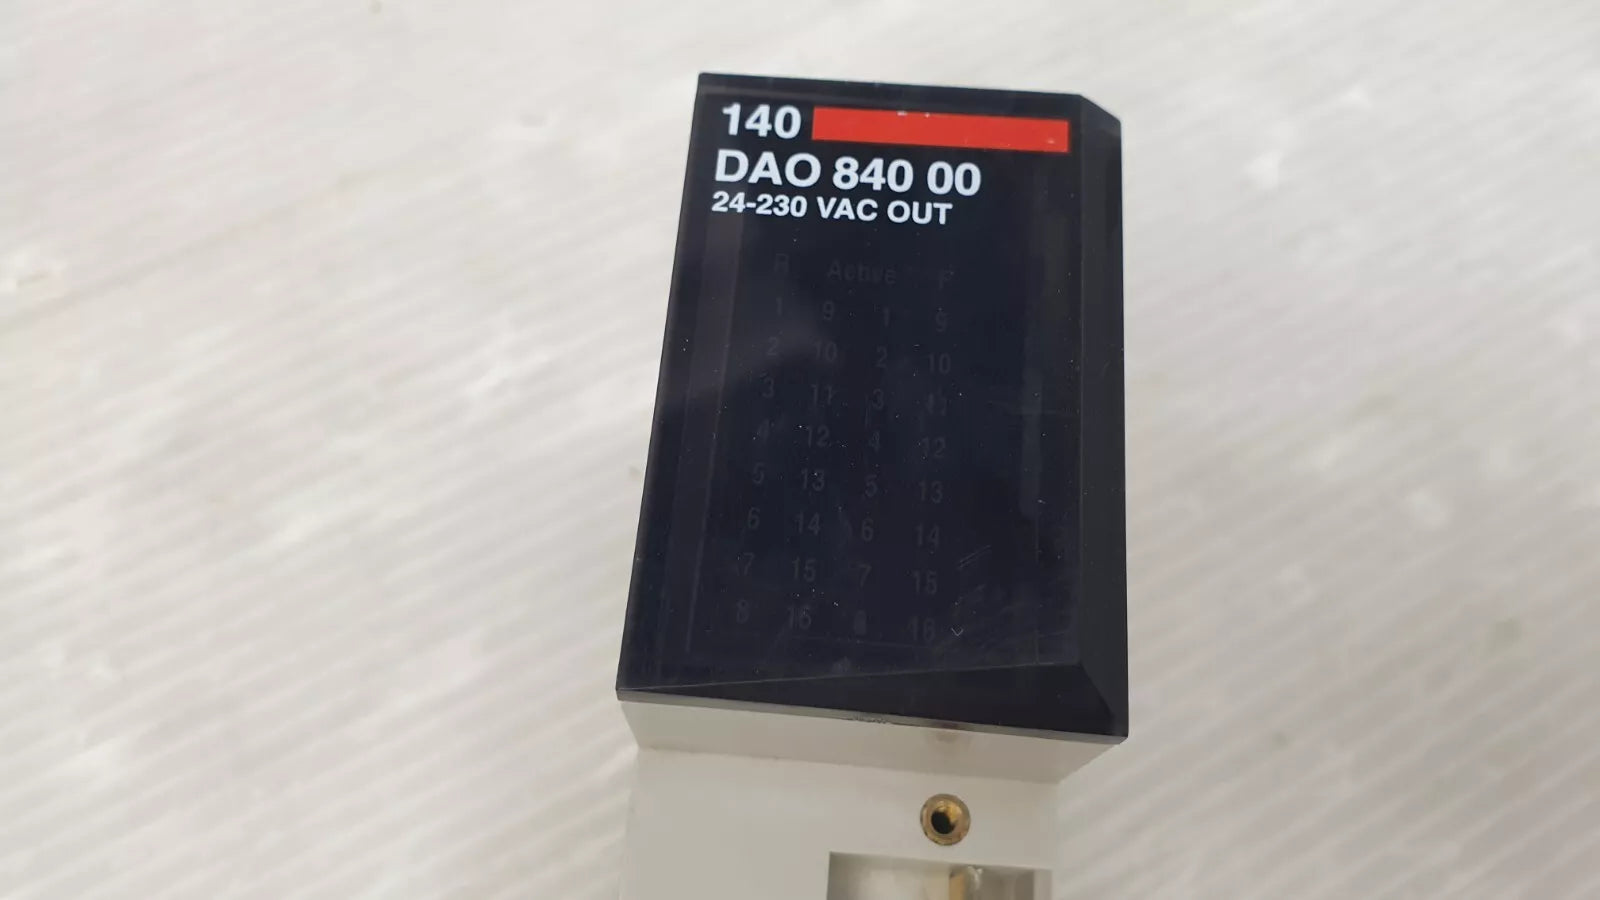 140
DAO 840 00
24-230 VAC OUT
R Active F
1 9 1 9
2 10 2 10
3 11 3 11
4 12 4 12
5 13 5 13
6 14 6 14
7 15 7 15
8 16 8 16